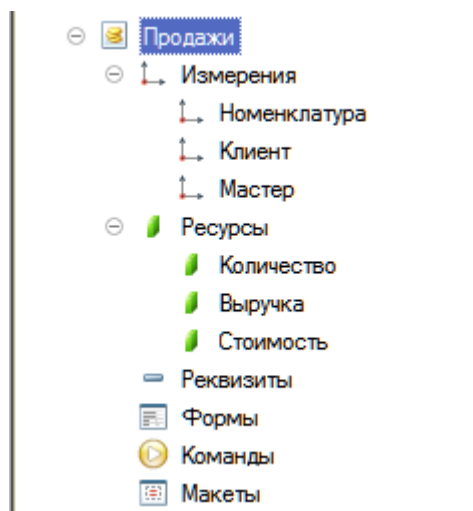 Продажи
Измерения
Номенклатура
Клиент
Мастер
Ресурсы
Количество
Выручка
Стоимость
Реквизиты
Формы
Команды
Макеты